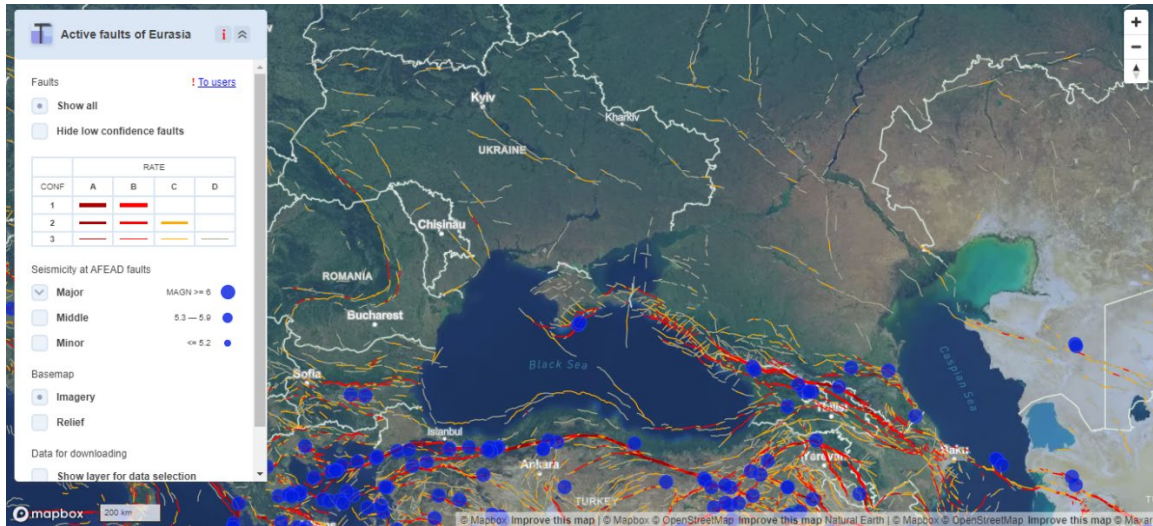 Active faults of Eurasia
i
Faults
! To users
Show all
Hide low confidence faults
RATE
CONF A B C D
1
2
3
Seismicity at AFEAD faults
Major MAGN >= 6
Middle 5.3 — 5.9
Minor <= 5.2
Basemap
Imagery
Relief
Data for downloading
Show layer for data selection
Kyiv
Kharkiv
UKRAINE
Chișinău
ROMANIA
Bucharest
Black Sea
Caspian Sea
Sofia
Tbilisi
Istanbul
Ankara
Yerevan
Baku
TURKEY
mapbox
200 km
© Mapbox Improve this map | © Mapbox © OpenStreetMap Improve this map Natural Earth | © Mapbox © OpenStreetMap Improve this map © Maxar